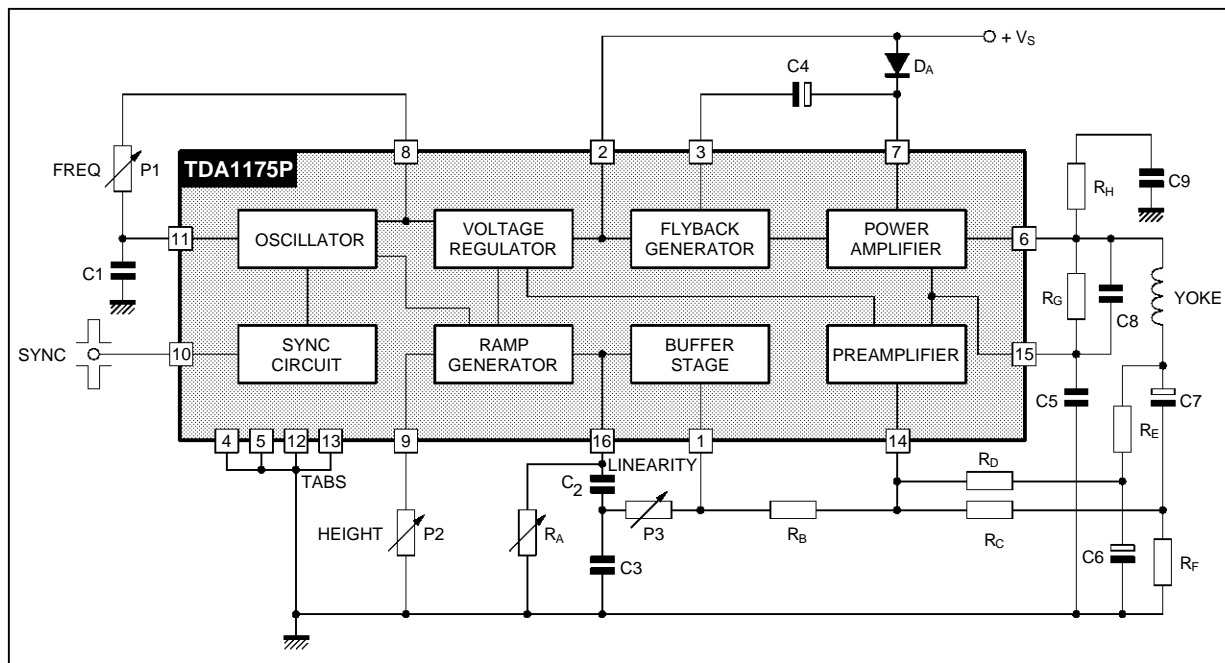 + VS
C4
DA
8
2
3
7
TDA1175P
FREQ
P1
RH
C9
OSCILLATOR
VOLTAGE
REGULATOR
FLYBACK
GENERATOR
POWER
AMPLIFIER
11
6
C1
RG
C8
YOKE
SYNC
10
SYNC
CIRCUIT
RAMP
GENERATOR
BUFFER
STAGE
PREAMPLIFIER
15
C5
C7
RE
4
5
12
13
9
16
1
14
TABS
LINEARITY
C2
RD
HEIGHT
P2
RA
P3
RB
RC
C3
C6
RF